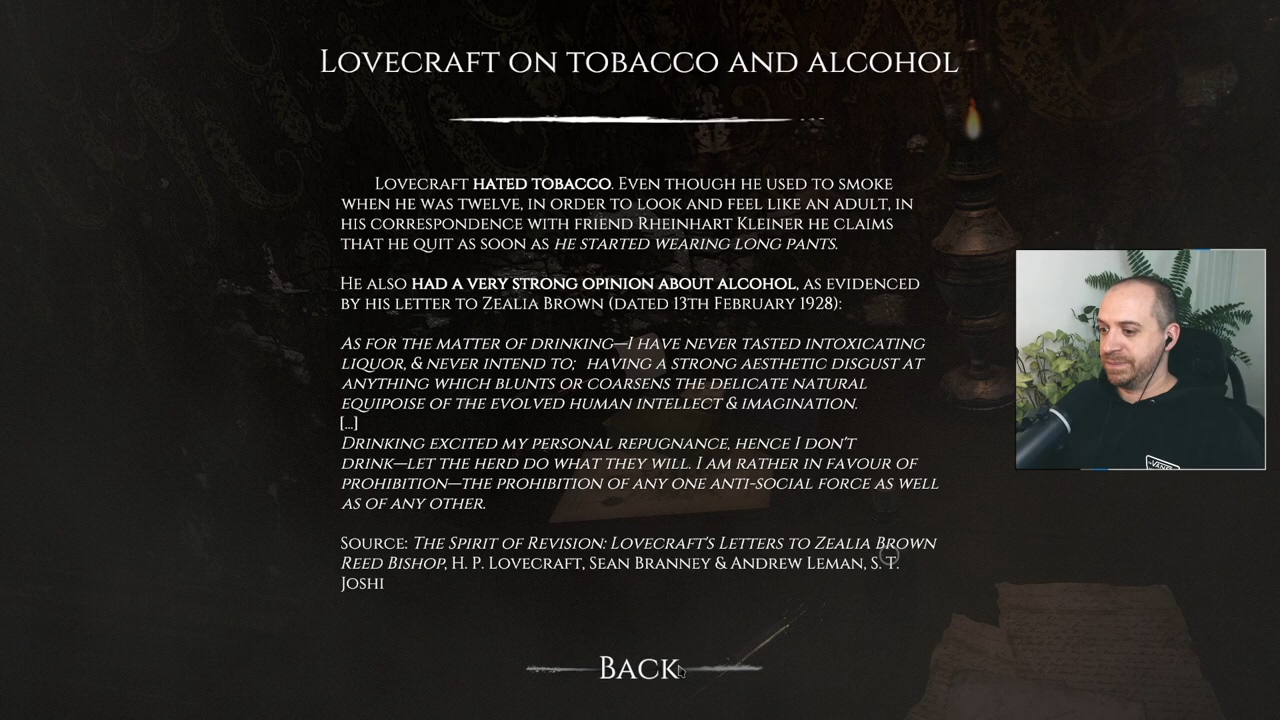 Lovecraft on tobacco and alcohol
Lovecraft hated tobacco. Even though he used to smoke
when he was twelve, in order to look and feel like an adult, in
his correspondence with friend Rheinhart Kleiner he claims
that he quit as soon as he started wearing long pants.
He also had a very strong opinion about alcohol, as evidenced
by his letter to Zealia Brown (dated 13th February 1928):
As for the matter of drinking—I have never tasted intoxicating
liquor, & never intend to; having a strong aesthetic disgust at
anything which blunts or coarsens the delicate natural
equipoise of the evolved human intellect & imagination.
[...]
Drinking excited my personal repugnance, hence I don't
drink—let the herd do what they will. I am rather in favour of
prohibition—the prohibition of any one anti-social force as well
as of any other.
Source: The Spirit of Revision: Lovecraft's Letters to Zealia Brown
Reed Bishop, H. P. Lovecraft, Sean Branney & Andrew Leman, S. T.
Joshi
Back
VANS